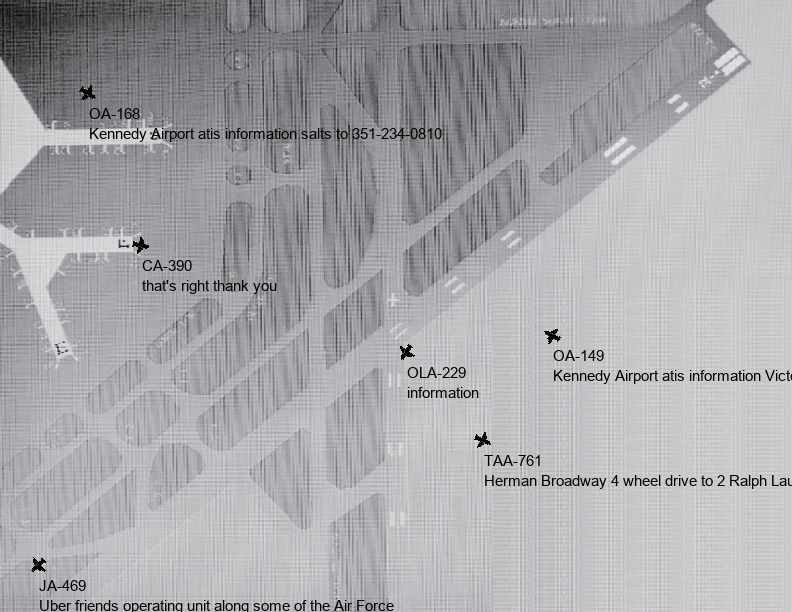 OA-168
Kennedy Airport atis information salts to 351-234-0810
CA-390
that's right thank you
OA-149
Kennedy Airport atis information Victo
OLA-229
information
TAA-761
Herman Broadway 4 wheel drive to 2 Ralph Lau
JA-469
Uber friends operating unit along some of the Air Force